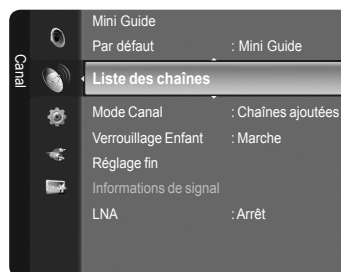 Canal
Mini Guide
Par défaut : Mini Guide
Liste des chaînes
Mode Canal : Chaînes ajoutées
Verrouillage Enfant : Marche
Réglage fin
Informations de signal
LNA : Arrêt